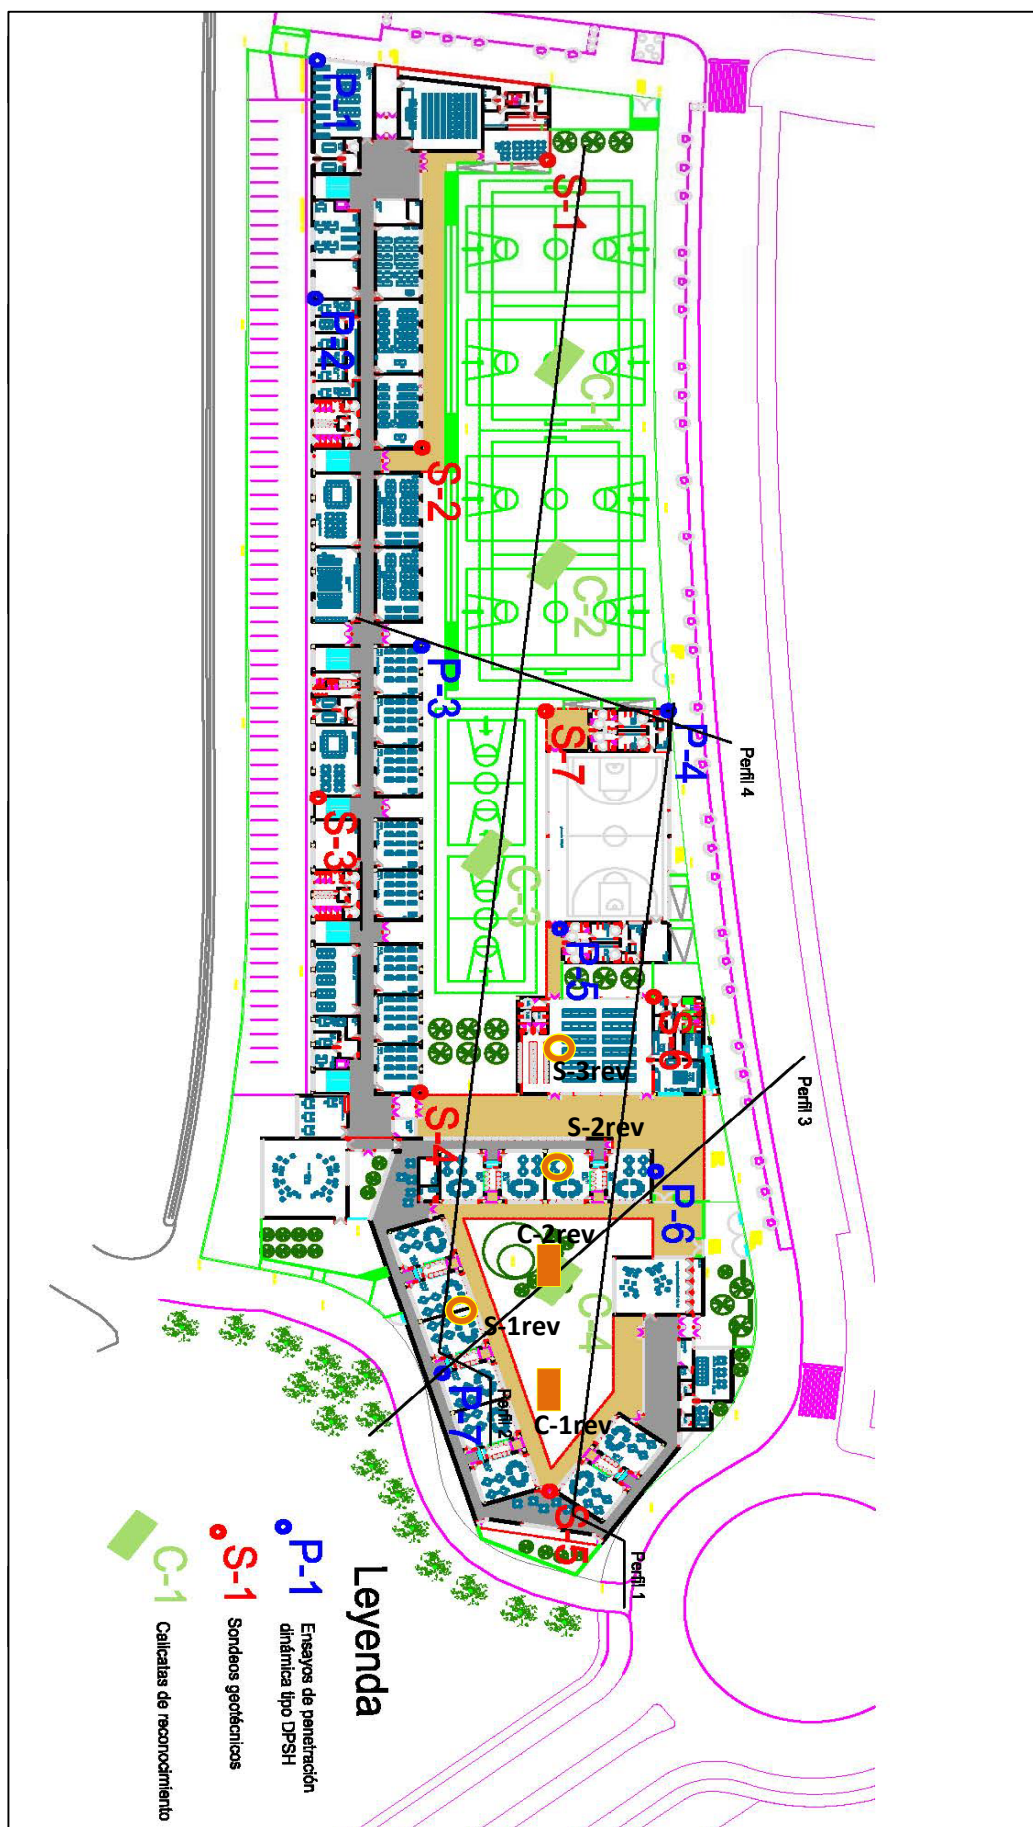 P-1
S-1
P-2
C-1
S-2
C-2
P-3
S-7
P-4
Perfil 4
S-3
C-3
P-5
S-6
S-3rev
Perfil 3
S-4
S-2rev
P-6
C-2rev
C-4
S-1rev
P-7
Perfil 2
C-1rev
S-5
Perfil 1
Leyenda
P-1
Ensayos de penetración
dinámica tipo DPSH
S-1
Sondeos geotécnicos
C-1
Calicatas de reconocimiento